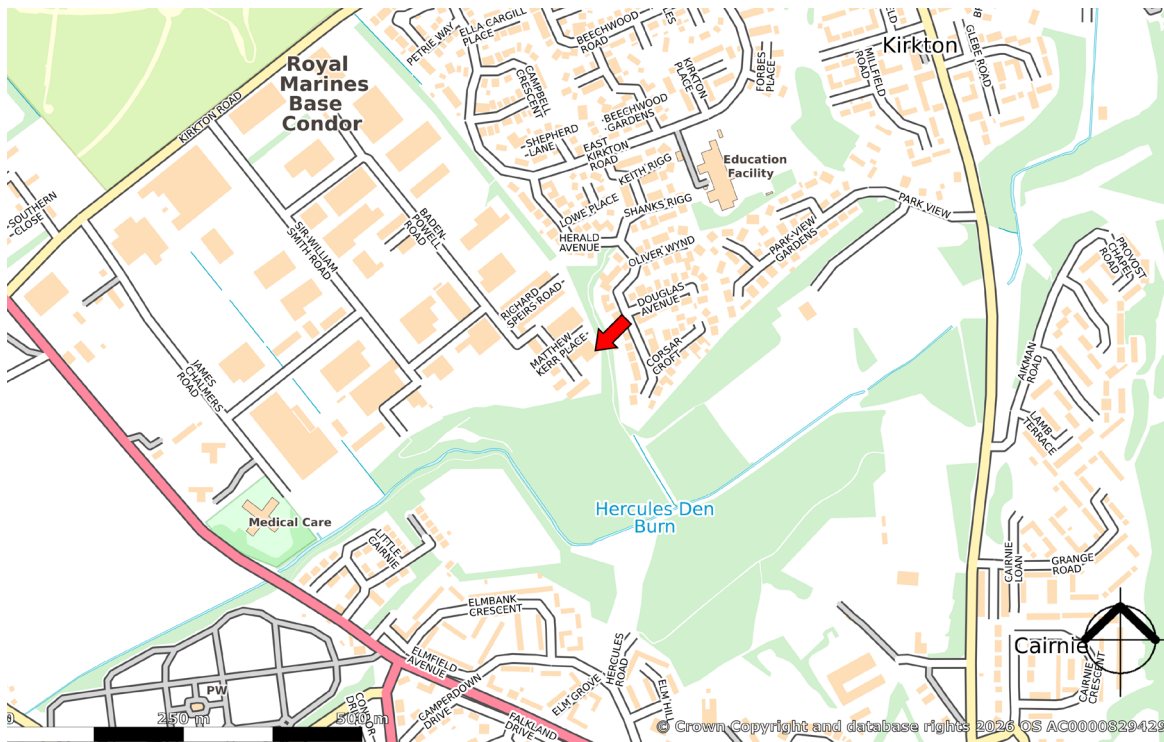 PETRIE WAY
ELLA CARGILL
PLACE
BEECHWOOD
ROAD
Kirkton
GLEBE ROAD
Royal
Marines
Base
Condor
CAMPBELL
CRESCENT
KIRKTON
PLACE
FORBES
PLACE
MILLFIELD
ROAD
KIRKTON ROAD
BEECHWOOD
GARDENS
SHEPHERD
LANE
EAST
KIRKTON
ROAD
KEITH RIGG
Education
Facility
SOUTHERN
CLOSE
LOWE PLACE
SHANKS RIGG
PARK VIEW
HERALD
AVENUE
SIR WILLIAM
SMITH ROAD
BADEN-
POWELL
ROAD
OLIVER WYND
PARK VIEW
GARDENS
PROVOST
CHAPEL
ROAD
RICHARD
SPEIRS ROAD
DOUGLAS
AVENUE
MATTHEW
KERR PLACE
CORSAR
CROFT
JAMES
CHALMERS
ROAD
AIKMAN
ROAD
LAMB
TERRACE
Hercules Den
Burn
Medical Care
LITTLE
CAIRNIE
CAIRNIE
LOAN
GRANGE
ROAD
ELMBANK
CRESCENT
Cairnie
CAIRNIE
CRESCENT
ELMFIELD
AVENUE
HERCULES
ROAD
ELM GROVE
ELM HILL
CAMPERDOWN
DRIVE
FALKLAND
DRIVE
CONDOR
DRIVE
PW
0 250 m 500 m
© Crown Copyright and database rights 2026 OS AC0000829429